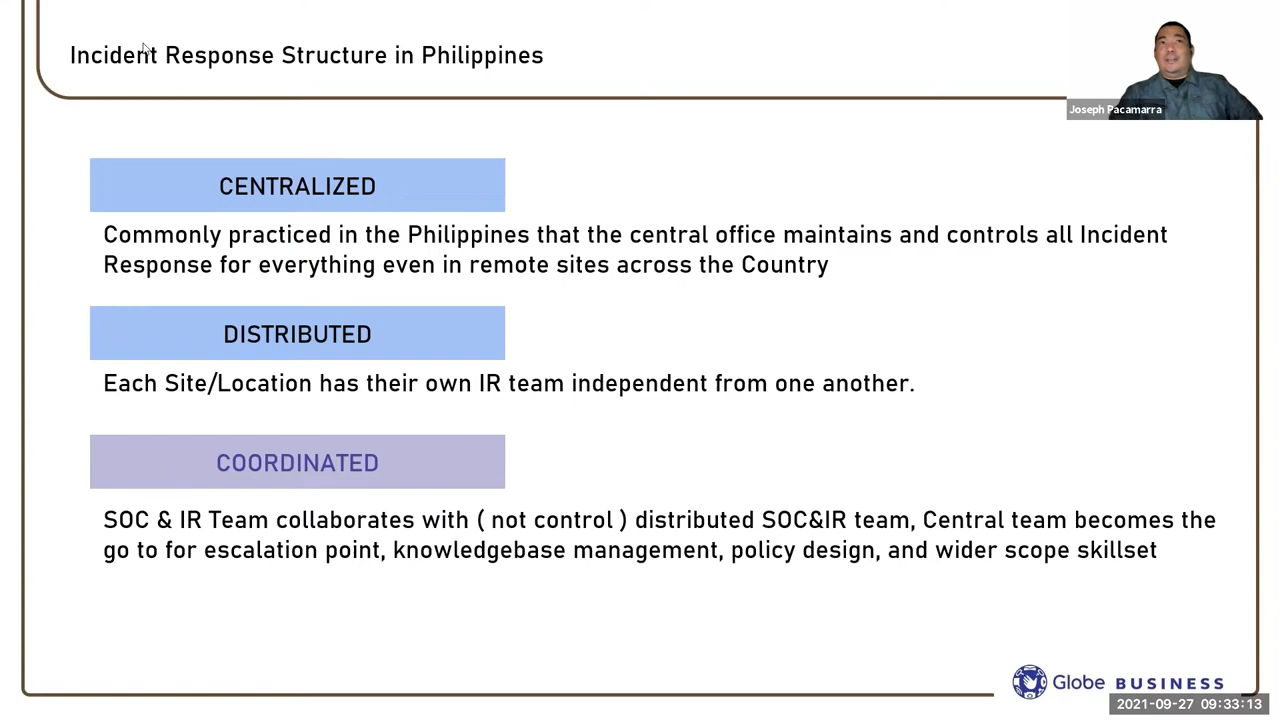 Incident Response Structure in Philippines
Joseph Pacamarra
CENTRALIZED
Commonly practiced in the Philippines that the central office maintains and controls all Incident
Response for everything even in remote sites across the Country
DISTRIBUTED
Each Site/Location has their own IR team independent from one another.
COORDINATED
SOC & IR Team collaborates with ( not control ) distributed SOC&IR team, Central team becomes the
go to for escalation point, knowledgebase management, policy design, and wider scope skillset
Globe BUSINESS
2021-09-27 09:33:13